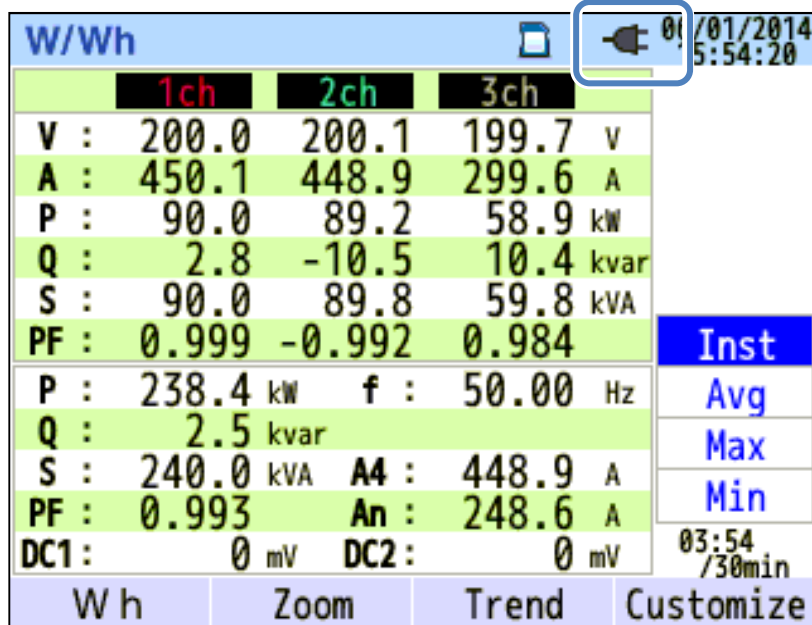 W/Wh 06/01/2014
15:54:20
1ch 2ch 3ch
V : 200.0 200.1 199.7 V
A : 450.1 448.9 299.6 A
P : 90.0 89.2 58.9 kW
Q : 2.8 -10.5 10.4 kvar
S : 90.0 89.8 59.8 kVA
PF : 0.999 -0.992 0.984
P : 238.4 kW f : 50.00 Hz
Q : 2.5 kvar
S : 240.0 kVA A4 : 448.9 A
PF : 0.993 An : 248.6 A
DC1 : 0 mV DC2 : 0 mV
Inst
Avg
Max
Min
03:54
/30min
Wh Zoom Trend Customize